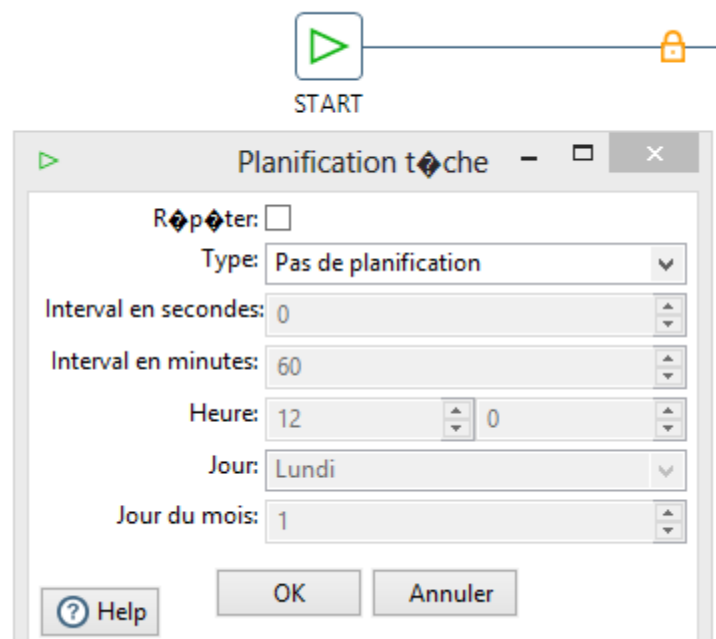 START
Planification t�che
R�p�ter:
Type: Pas de planification
Interval en secondes: 0
Interval en minutes: 60
Heure: 12 0
Jour: Lundi
Jour du mois: 1
OK Annuler
Help